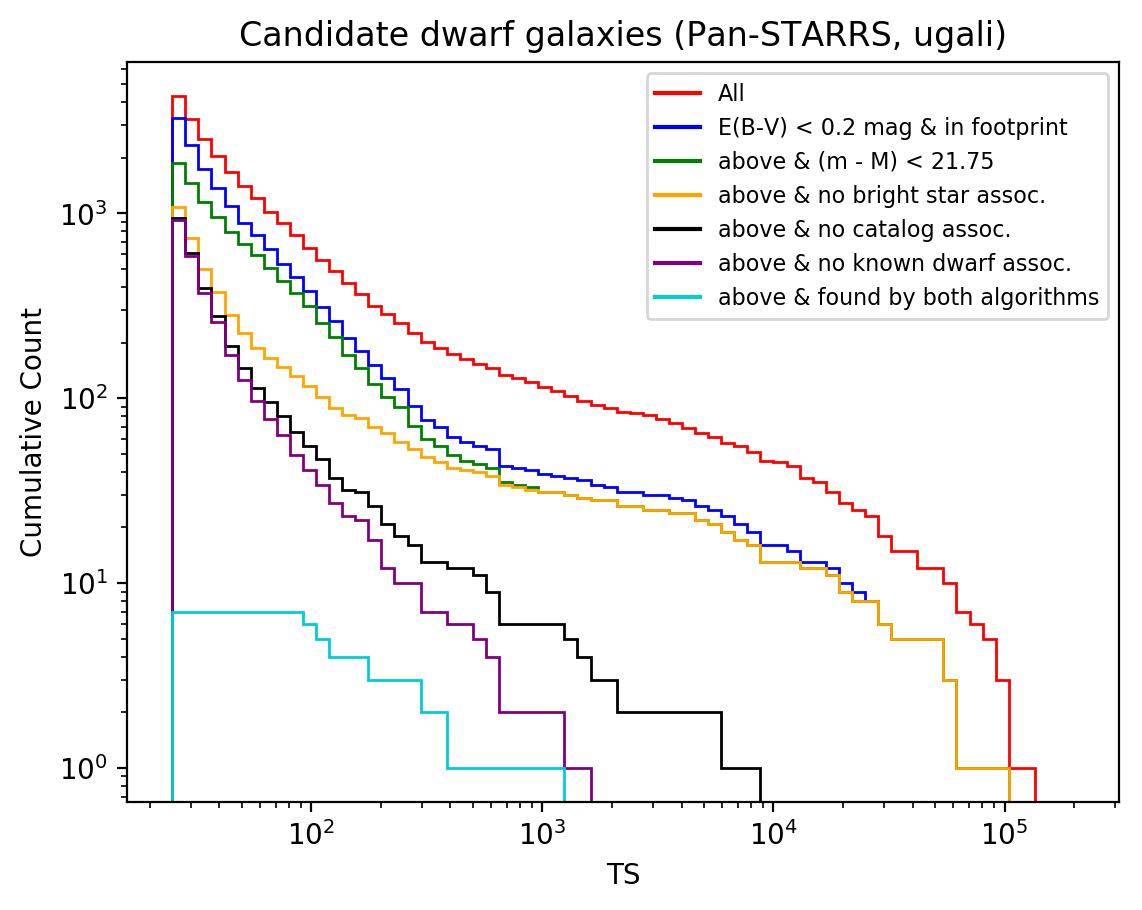 Candidate dwarf galaxies (Pan-STARRS, ugali)
All
E(B-V) < 0.2 mag & in footprint
above & (m - M) < 21.75
above & no bright star assoc.
above & no catalog assoc.
above & no known dwarf assoc.
above & found by both algorithms
Cumulative Count
10³
10²
10¹
10⁰
10² 10³ 10⁴ 10⁵
TS